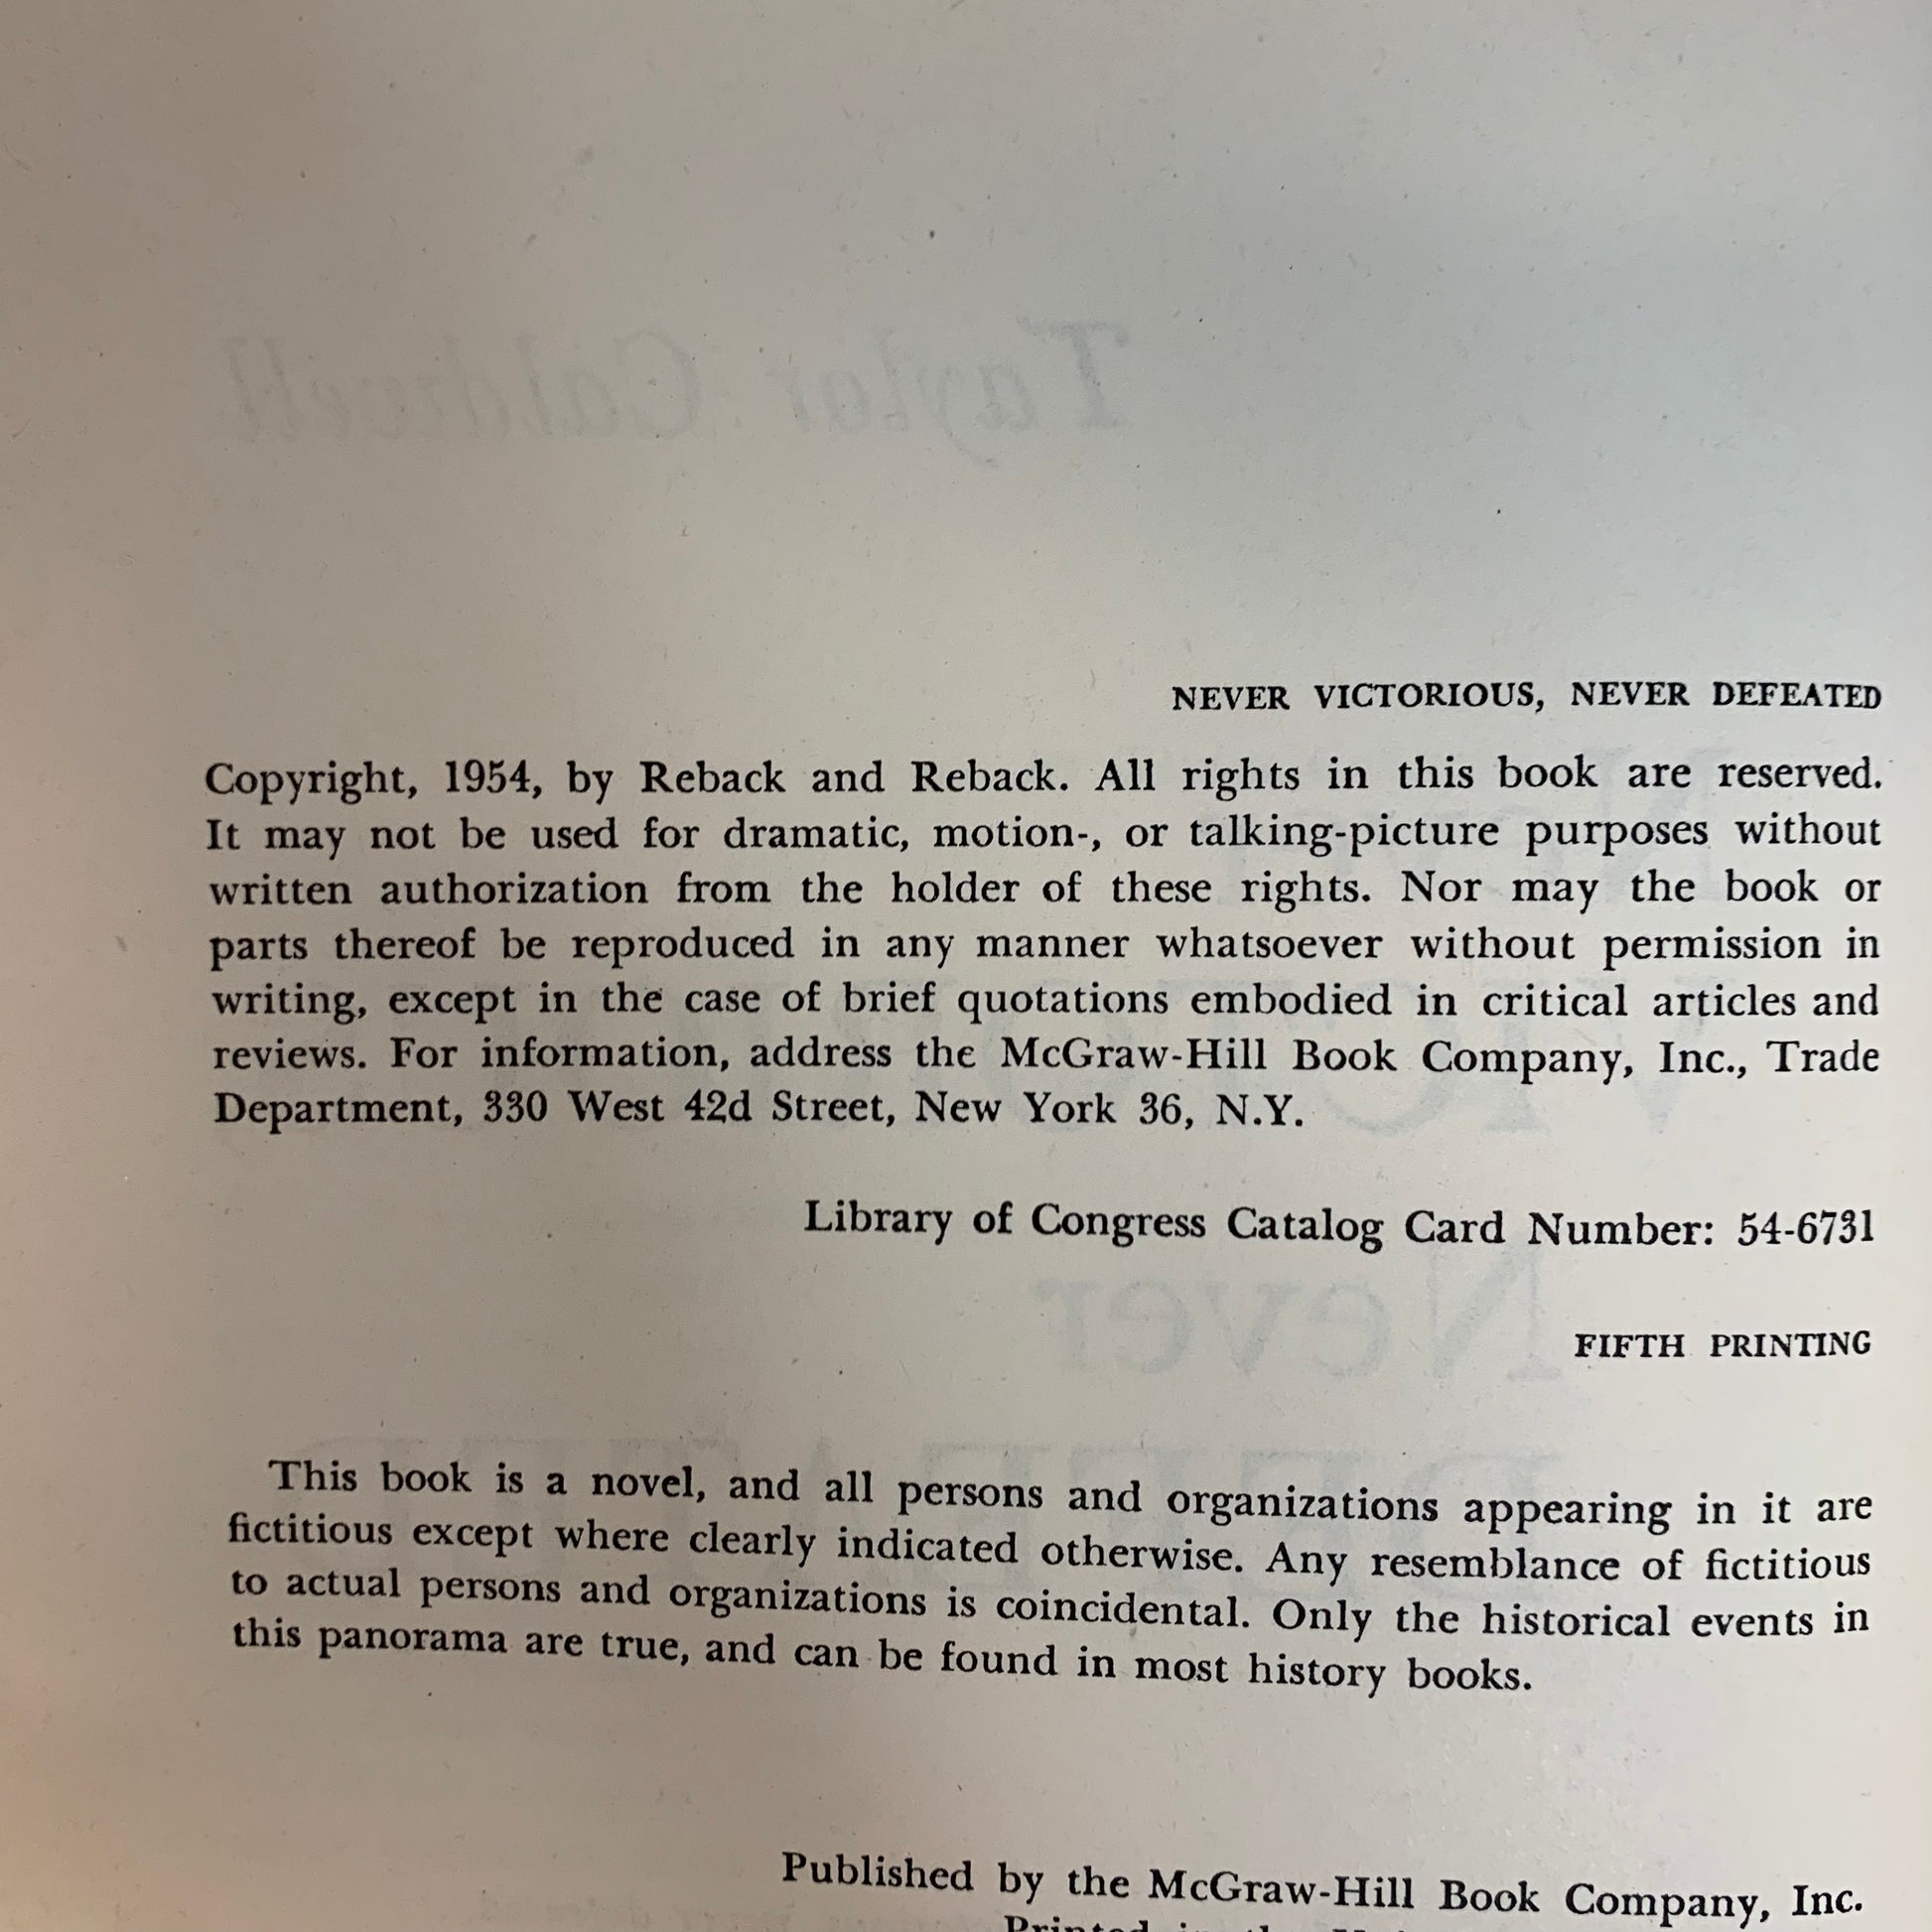 Taylor Caldwell
NEVER VICTORIOUS, NEVER DEFEATED
Copyright, 1954, by Reback and Reback. All rights in this book are reserved.
It may not be used for dramatic, motion-, or talking-picture purposes without
written authorization from the holder of these rights. Nor may the book or
parts thereof be reproduced in any manner whatsoever without permission in
writing, except in the case of brief quotations embodied in critical articles and
reviews. For information, address the McGraw-Hill Book Company, Inc., Trade
Department, 330 West 42d Street, New York 36, N.Y.
Library of Congress Catalog Card Number: 54-6731
Never
FIFTH PRINTING
This book is a novel, and all persons and organizations appearing in it are
fictitious except where clearly indicated otherwise. Any resemblance of fictitious
to actual persons and organizations is coincidental. Only the historical events in
this panorama are true, and can be found in most history books.
Published by the McGraw-Hill Book Company, Inc.
Printed in the